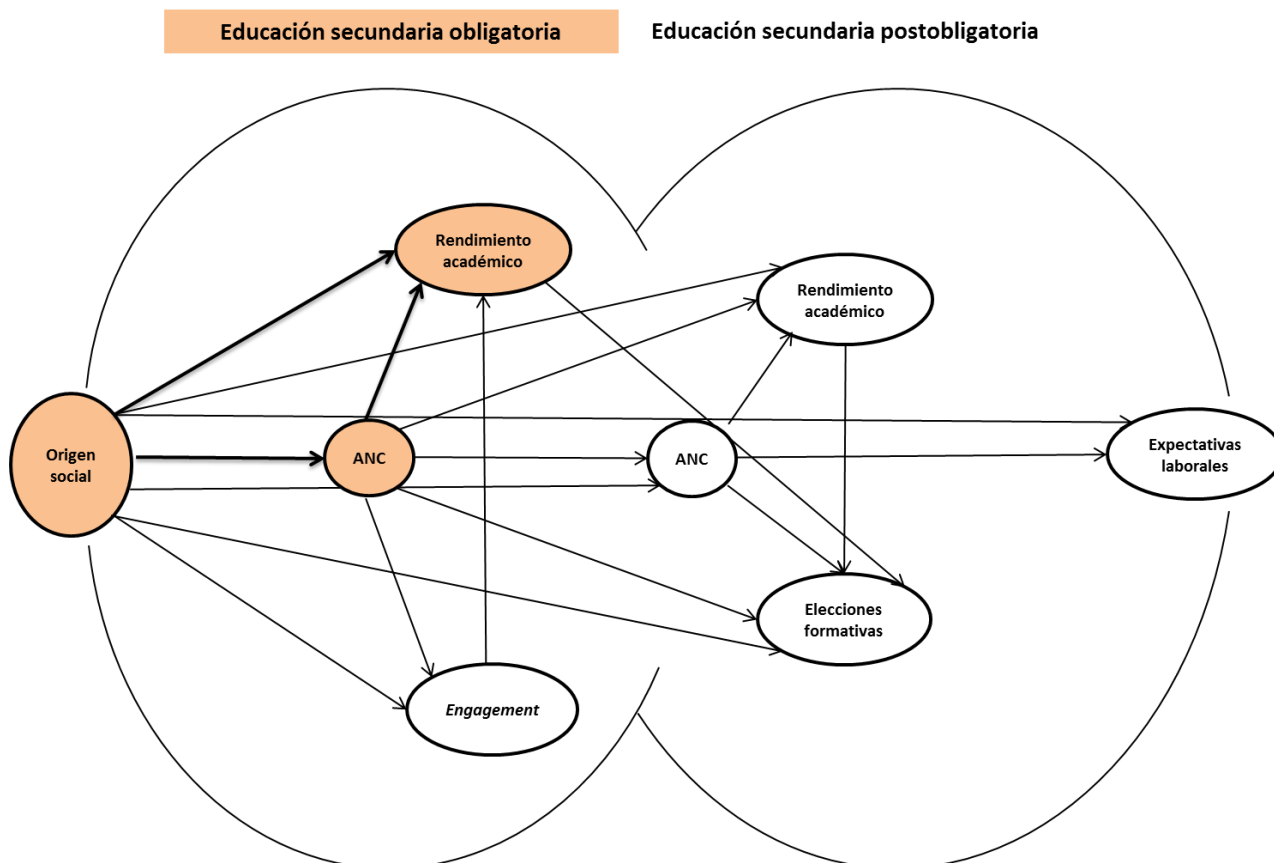 Educación secundaria obligatoria
Educación secundaria postobligatoria
Rendimiento
académico
Rendimiento
académico
Origen
social
ANC
ANC
Expectativas
laborales
Elecciones
formativas
Engagement